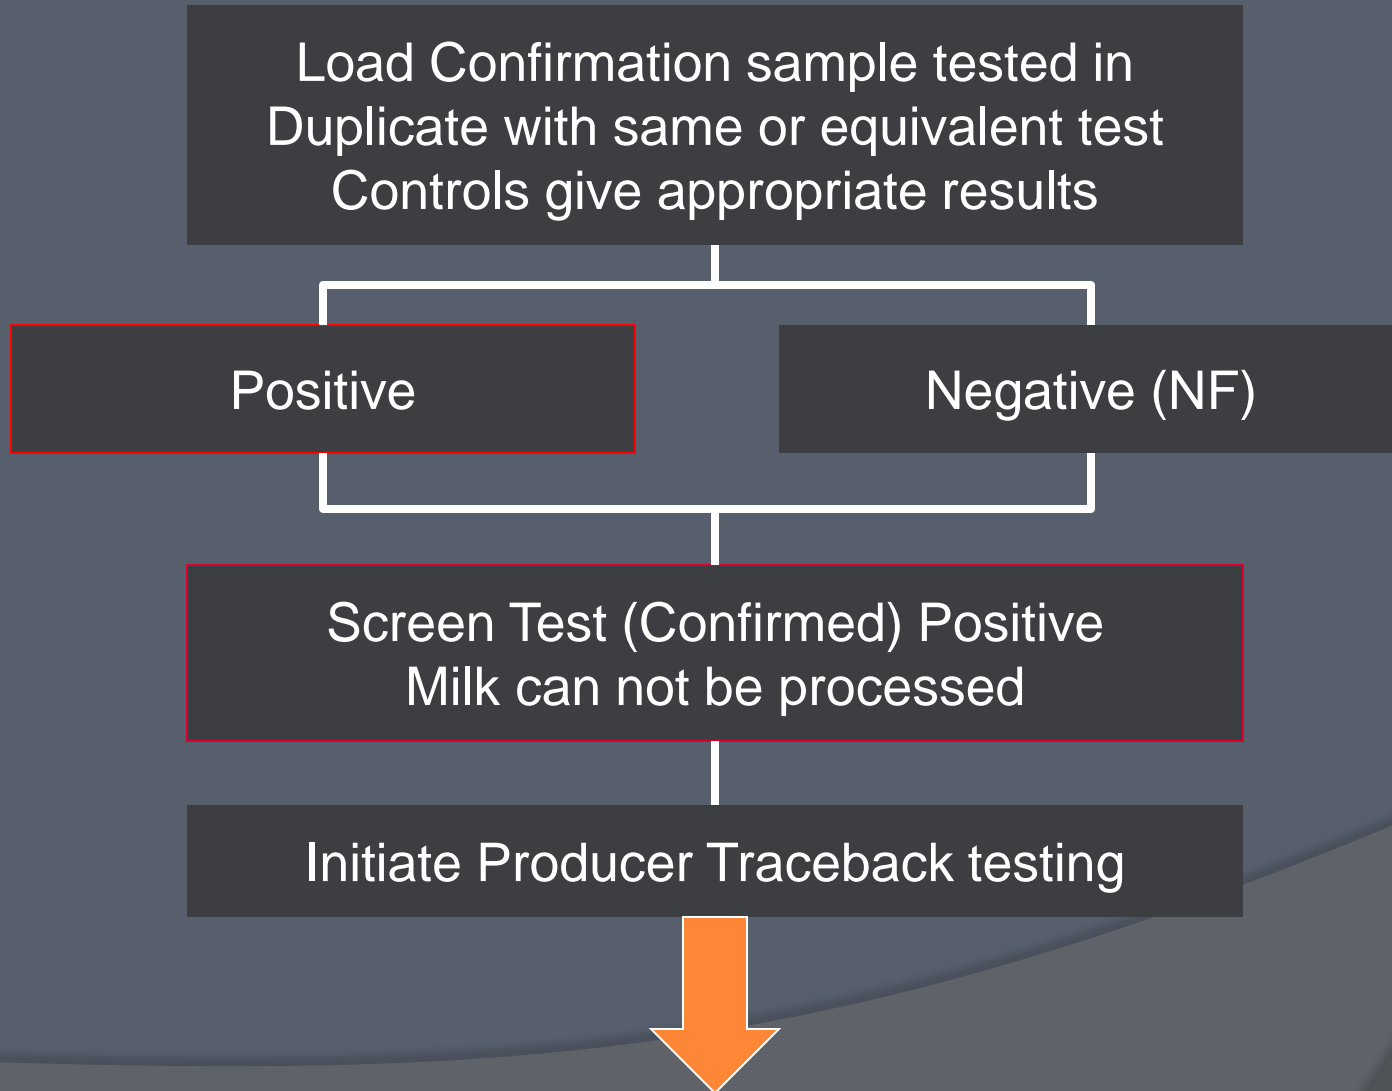 Load Confirmation sample tested in
Duplicate with same or equivalent test
Controls give appropriate results
Positive
Negative (NF)
Screen Test (Confirmed) Positive
Milk can not be processed
Initiate Producer Traceback testing